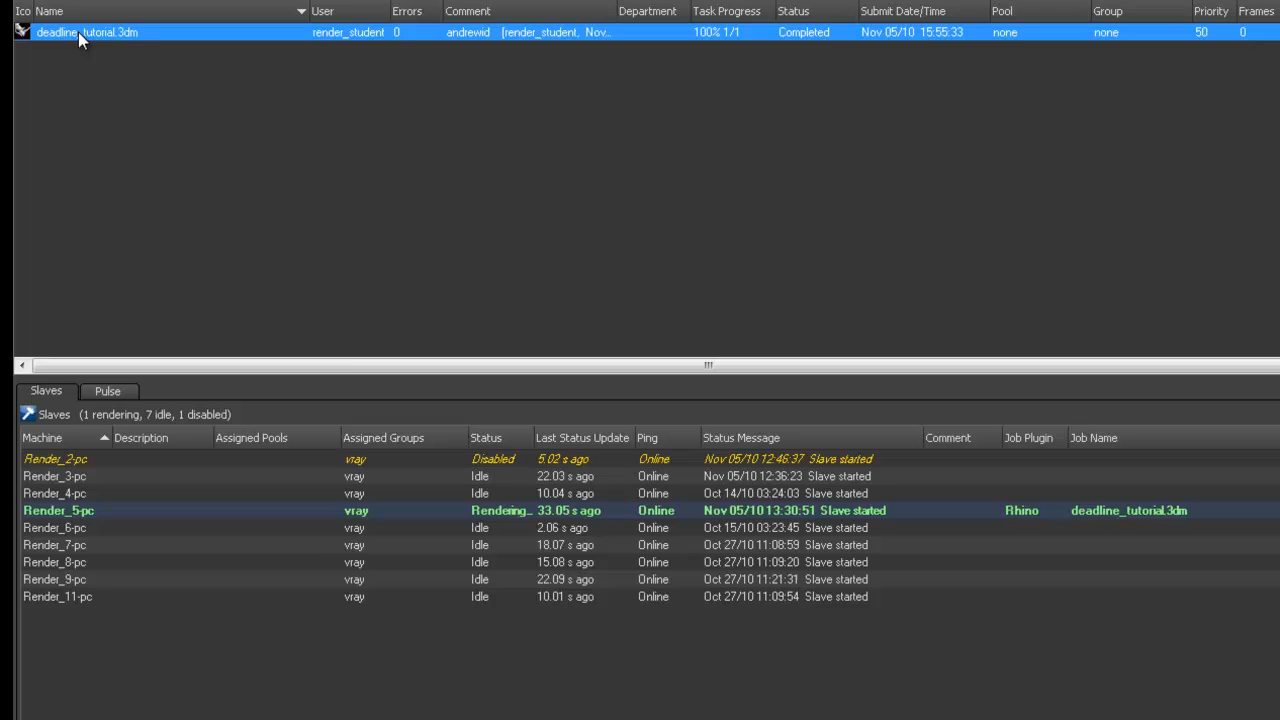 Ico Name User Errors Comment Department Task Progress Status Submit Date/Time Pool Group Priority Frames
deadline_tutorial.3dm render_student 0 andrewid [render_student, Nov... 100% 1/1 Completed Nov 05/10 15:55:33 none none 50 0
Slaves Pulse
Slaves (1 rendering, 7 idle, 1 disabled)
Machine Description Assigned Pools Assigned Groups Status Last Status Update Ping Status Message Comment Job Plugin Job Name
Render_2-pc vray Disabled 5.02 s ago Online Nov 05/10 12:46:37 Slave started
Render_3-pc vray Idle 22.03 s ago Online Nov 05/10 12:36:23 Slave started
Render_4-pc vray Idle 10.04 s ago Online Oct 14/10 03:24:03 Slave started
Render_5-pc vray Rendering... 33.05 s ago Online Nov 05/10 13:30:51 Slave started Rhino deadline_tutorial.3dm
Render_6-pc vray Idle 2.06 s ago Online Oct 15/10 03:23:45 Slave started
Render_7-pc vray Idle 18.07 s ago Online Oct 27/10 11:08:59 Slave started
Render_8-pc vray Idle 15.08 s ago Online Oct 27/10 11:09:20 Slave started
Render_9-pc vray Idle 22.09 s ago Online Oct 27/10 11:21:31 Slave started
Render_11-pc vray Idle 10.01 s ago Online Oct 27/10 11:09:54 Slave started